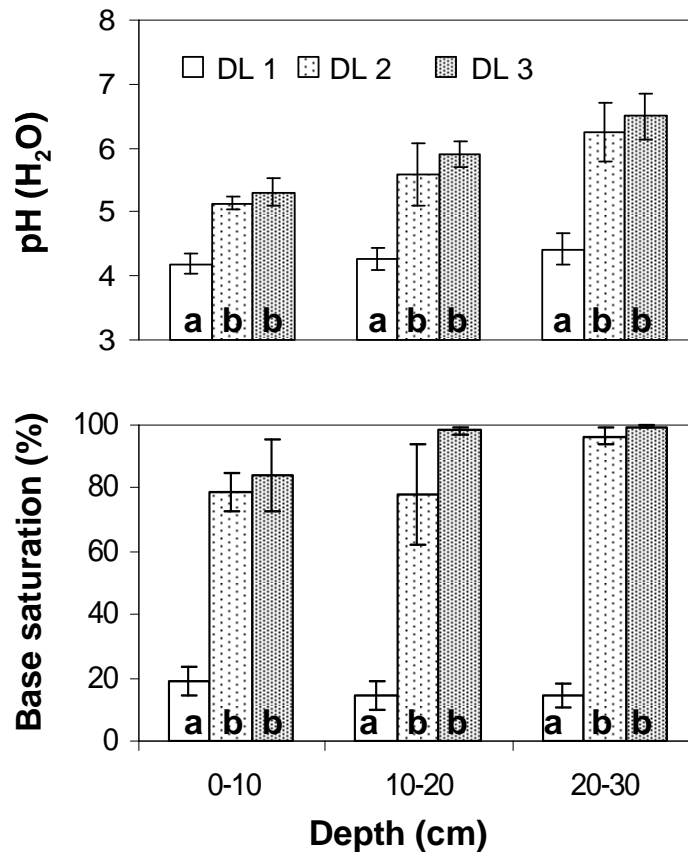 8
7
6
5
4
3
pH (H₂O)
DL 1 DL 2 DL 3
a b b a b b a b b
100
80
60
40
20
0
Base saturation (%)
a b b a b b a b b
0-10 10-20 20-30
Depth (cm)